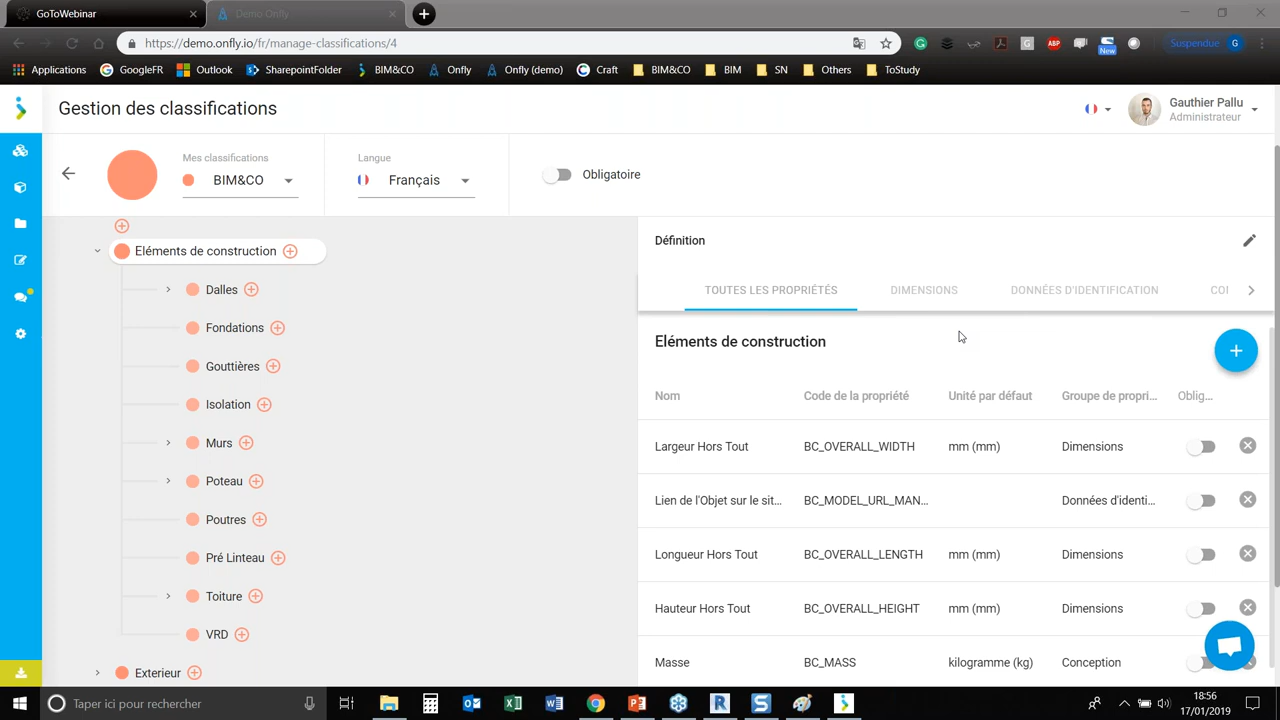 GoToWebinar
Demo Onfly
https://demo.onfly.io/fr/manage-classifications/4
New
Suspendue
G
Applications
GoogleFR
Outlook
SharepointFolder
BIM&CO
Onfly
Onfly (demo)
Craft
BIM&CO
BIM
SN
Others
ToStudy
Gestion des classifications
Gauthier Pallu
Administrateur
Mes classifications
BIM&CO
Langue
Français
Obligatoire
Eléments de construction
Dalles
Fondations
Gouttières
Isolation
Murs
Poteau
Poutres
Pré Linteau
Toiture
VRD
Exterieur
Définition
TOUTES LES PROPRIÉTÉS DIMENSIONS DONNÉES D'IDENTIFICATION COI
Eléments de construction
Nom Code de la propriété Unité par défaut Groupe de propri... Oblig...
Largeur Hors Tout BC_OVERALL_WIDTH mm (mm) Dimensions
Lien de l'Objet sur le sit... BC_MODEL_URL_MAN... Données d'identi...
Longueur Hors Tout BC_OVERALL_LENGTH mm (mm) Dimensions
Hauteur Hors Tout BC_OVERALL_HEIGHT mm (mm) Dimensions
Masse BC_MASS kilogramme (kg) Conception
Taper ici pour rechercher
18:56
17/01/2019